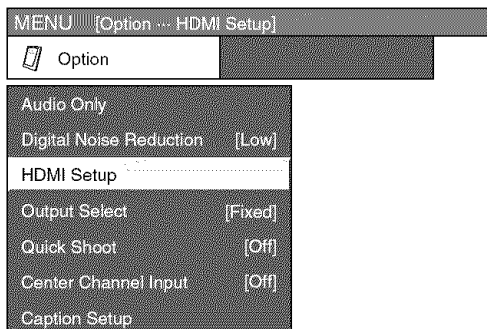 MENU [Option ··· HDMI Setup]
Option
Audio Only
Digital Noise Reduction [Low]
HDMI Setup
Output Select [Fixed]
Quick Shoot [Off]
Center Channel Input [Off]
Caption Setup